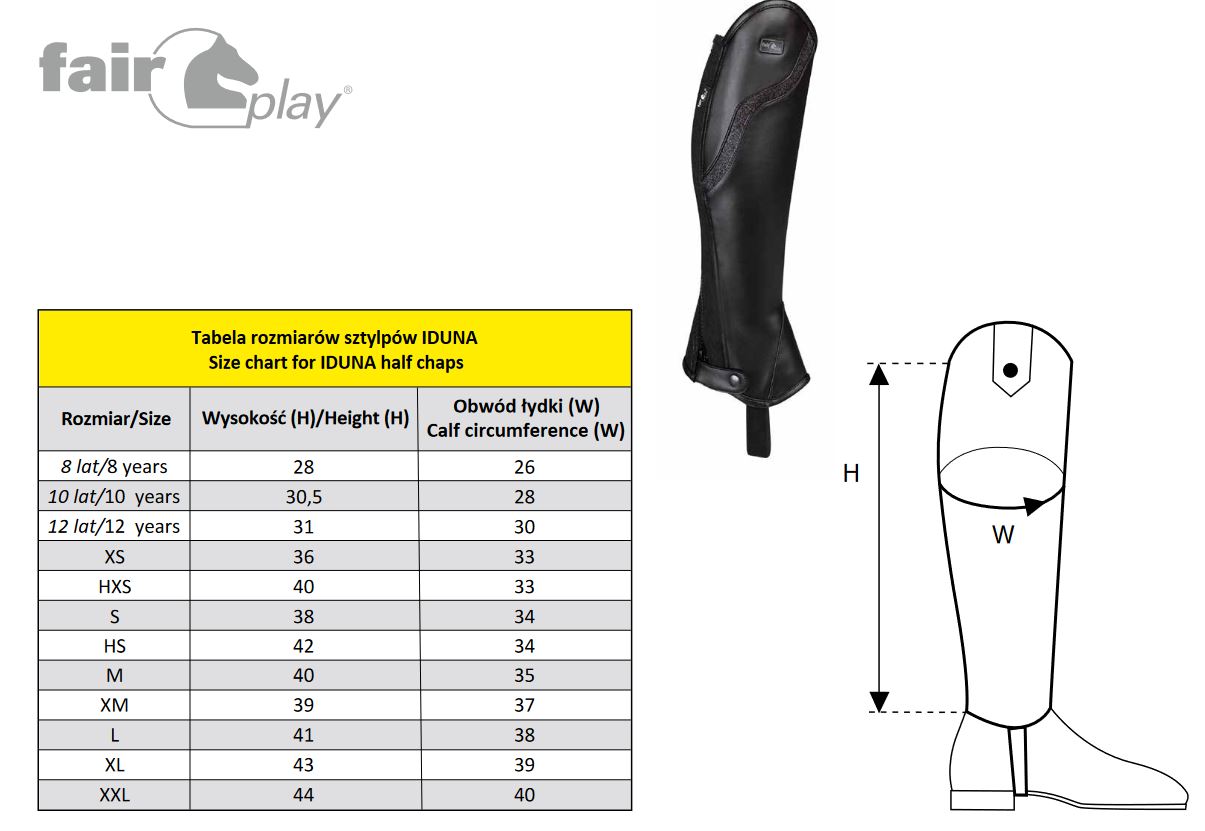 fair play®
Tabela rozmiarów sztylpów IDUNA
Size chart for IDUNA half chaps
Rozmiar/Size Wysokość (H)/Height (H) Obwód łydki (W)
Calf circumference (W)
8 lat/8 years 28 26
10 lat/10 years 30,5 28
12 lat/12 years 31 30
XS 36 33
HXS 40 33
S 38 34
HS 42 34
M 40 35
XM 39 37
L 41 38
XL 43 39
XXL 44 40
H
W